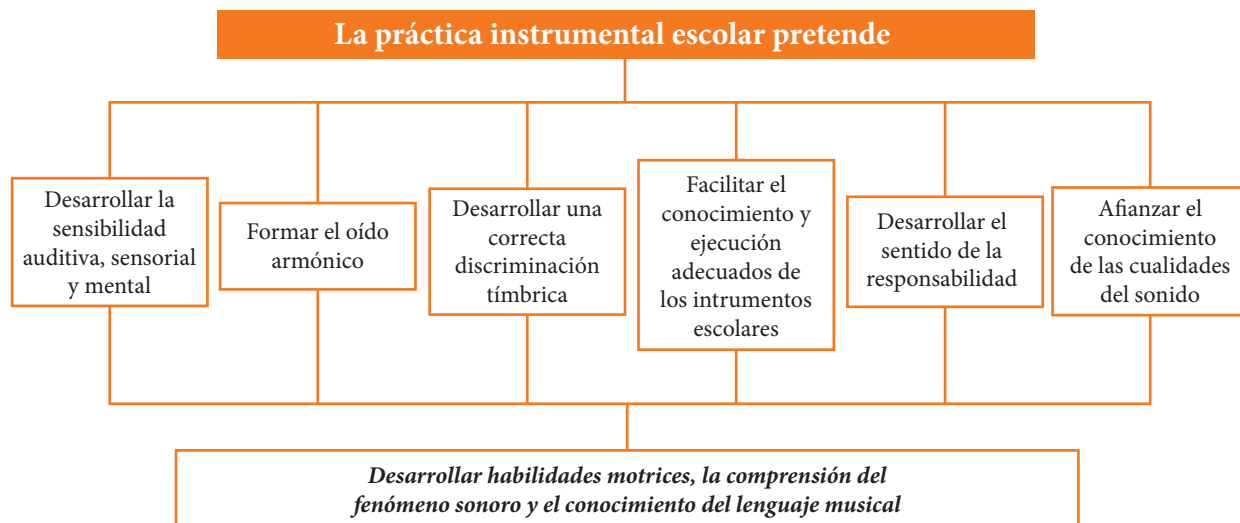 La práctica instrumental escolar pretende
Desarrollar la
sensibilidad
auditiva, sensorial
y mental
Formar el oído
armónico
Desarrollar una
correcta
discriminación
tímbrica
Facilitar el
conocimiento y
ejecución
adecuados de
los intrumentos
escolares
Desarrollar el
sentido de la
responsabilidad
Afianzar el
conocimiento
de las cualidades
del sonido
Desarrollar habilidades motrices, la comprensión del
fenómeno sonoro y el conocimiento del lenguaje musical